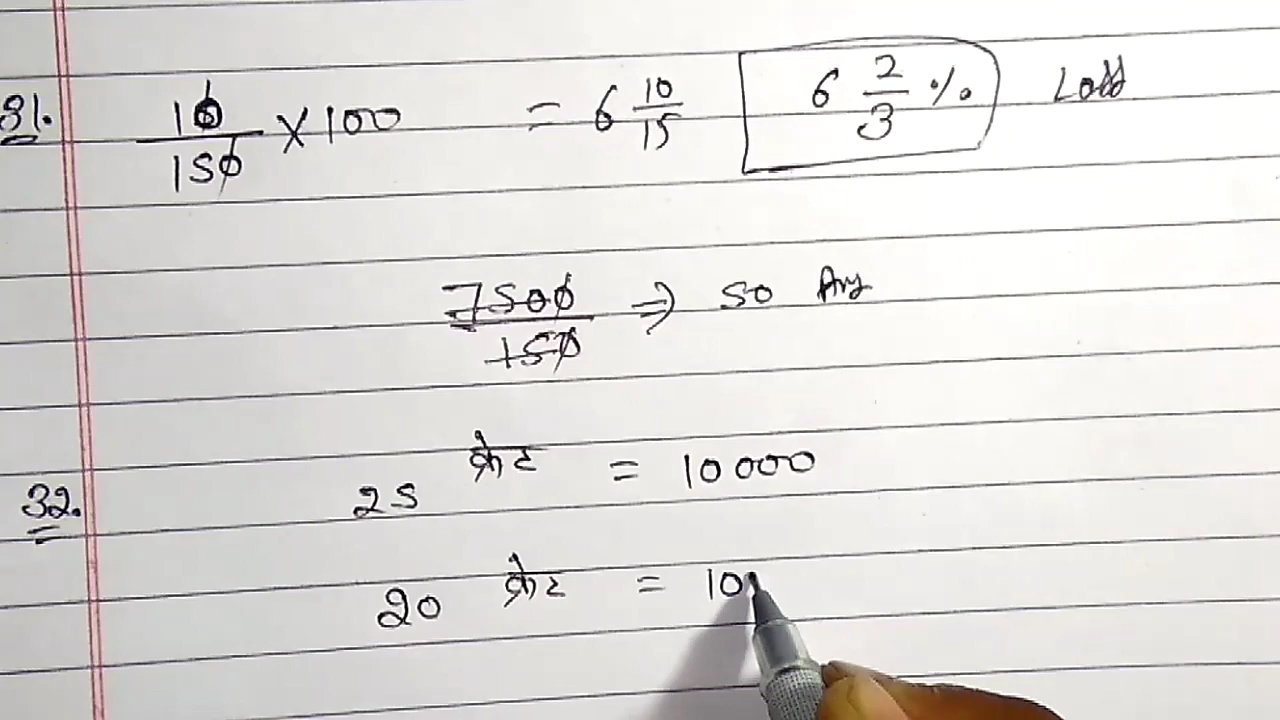 31. 10/150 × 100 = 6 10/15 6 2/3 % Loss
7500/150 ⇒ 50 Ans
32. 25 क्रेट = 10000
20 क्रेट = 10